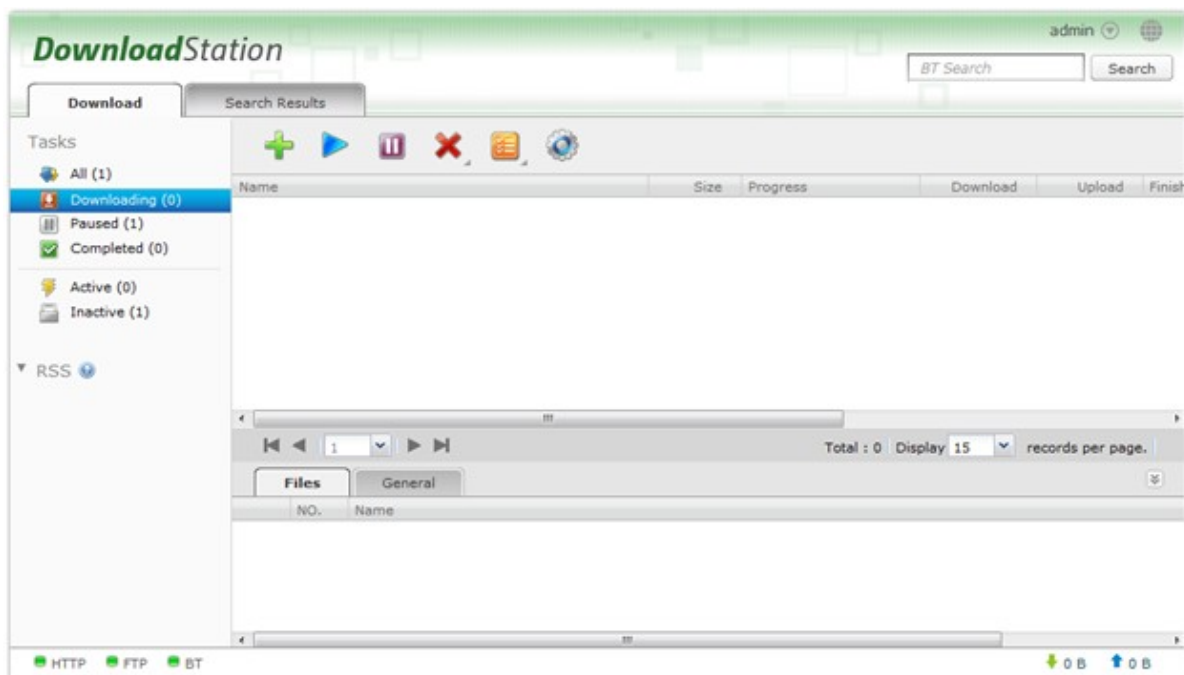 admin
DownloadStation
BT Search
Search
Download
Search Results
Tasks
All (1)
Downloading (0)
Paused (1)
Completed (0)
Active (0)
Inactive (1)
RSS
Name Size Progress Download Upload Finish
1
Total : 0 Display 15 records per page.
Files
General
NO. Name
HTTP FTP BT
0 B 0 B